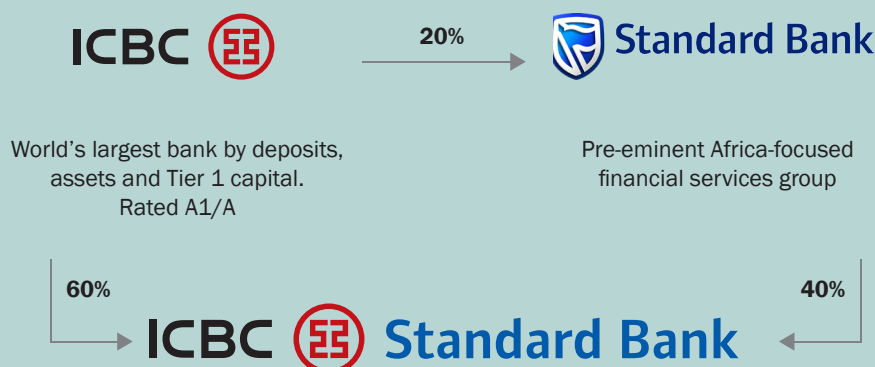 ICBC
20%
Standard Bank
World's largest bank by deposits,
assets and Tier 1 capital.
Rated A1/A
Pre-eminent Africa-focused
financial services group
60%
40%
ICBC Standard Bank